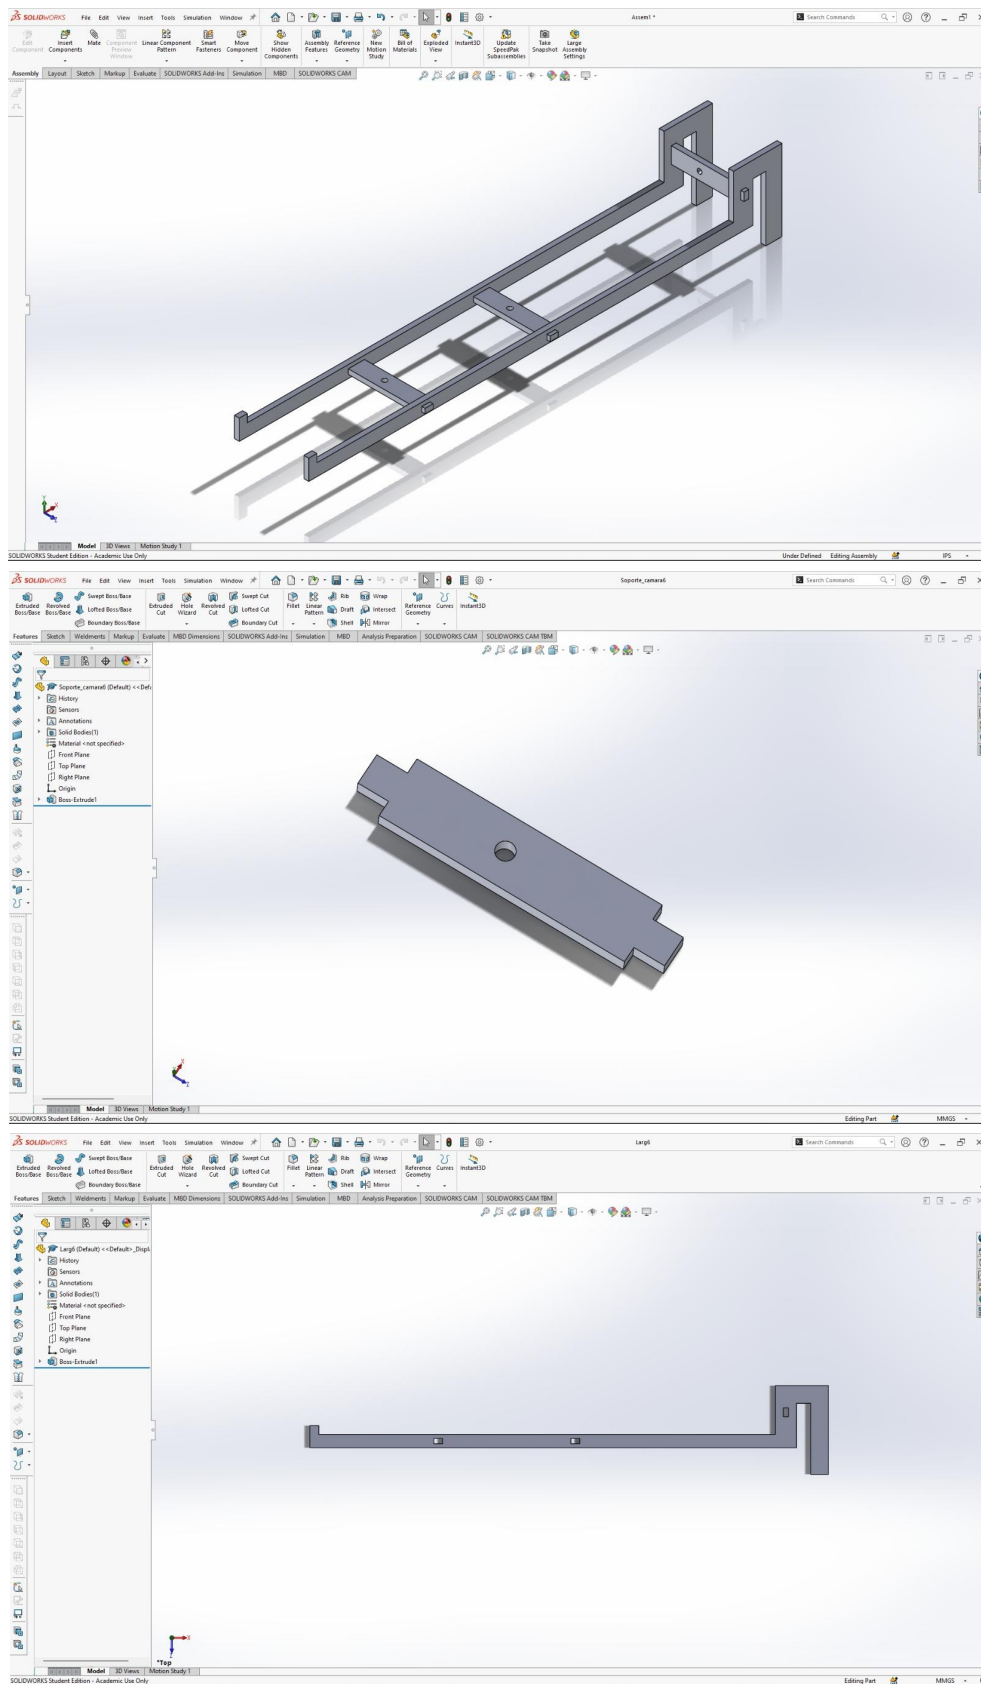 SOLIDWORKS File Edit View Insert Tools Simulation Window Assem1 * Search Commands
Edit Component
Insert Components
Mate
Component Preview Window
Linear Component Pattern
Smart Fasteners
Move Component
Show Hidden Components
Assembly Features
Reference Geometry
New Motion Study
Bill of Materials
Exploded View
Instant3D
Update SpeedPak Subassemblies
Take Snapshot
Large Assembly Settings
Assembly Layout Sketch Markup Evaluate SOLIDWORKS Add-Ins Simulation MBD SOLIDWORKS CAM
Model 3D Views Motion Study 1
SOLIDWORKS Student Edition - Academic Use Only Under Defined Editing Assembly IPS
SOLIDWORKS File Edit View Insert Tools Simulation Window Soporte_camara6 Search Commands
Extruded Boss/Base
Revolved Boss/Base
Swept Boss/Base
Lofted Boss/Base
Boundary Boss/Base
Extruded Cut
Hole Wizard
Revolved Cut
Swept Cut
Lofted Cut
Boundary Cut
Fillet
Linear Pattern
Rib
Draft
Shell
Wrap
Intersect
Mirror
Reference Geometry
Curves
Instant3D
Features Sketch Weldments Markup Evaluate MBD Dimensions SOLIDWORKS Add-Ins Simulation MBD Analysis Preparation SOLIDWORKS CAM SOLIDWORKS CAM TBM
Soporte_camara6 (Default) <<Defa
History
Sensors
Annotations
Solid Bodies(1)
Material <not specified>
Front Plane
Top Plane
Right Plane
Origin
Boss-Extrude1
Model 3D Views Motion Study 1
SOLIDWORKS Student Edition - Academic Use Only Editing Part MMGS
SOLIDWORKS File Edit View Insert Tools Simulation Window Larg6 Search Commands
Extruded Boss/Base
Revolved Boss/Base
Swept Boss/Base
Lofted Boss/Base
Boundary Boss/Base
Extruded Cut
Hole Wizard
Revolved Cut
Swept Cut
Lofted Cut
Boundary Cut
Fillet
Linear Pattern
Rib
Draft
Shell
Wrap
Intersect
Mirror
Reference Geometry
Curves
Instant3D
Features Sketch Weldments Markup Evaluate MBD Dimensions SOLIDWORKS Add-Ins Simulation MBD Analysis Preparation SOLIDWORKS CAM SOLIDWORKS CAM TBM
Larg6 (Default) <<Default>_Displ
History
Sensors
Annotations
Solid Bodies(1)
Material <not specified>
Front Plane
Top Plane
Right Plane
Origin
Boss-Extrude1
*Top
Model 3D Views Motion Study 1
SOLIDWORKS Student Edition - Academic Use Only Editing Part MMGS